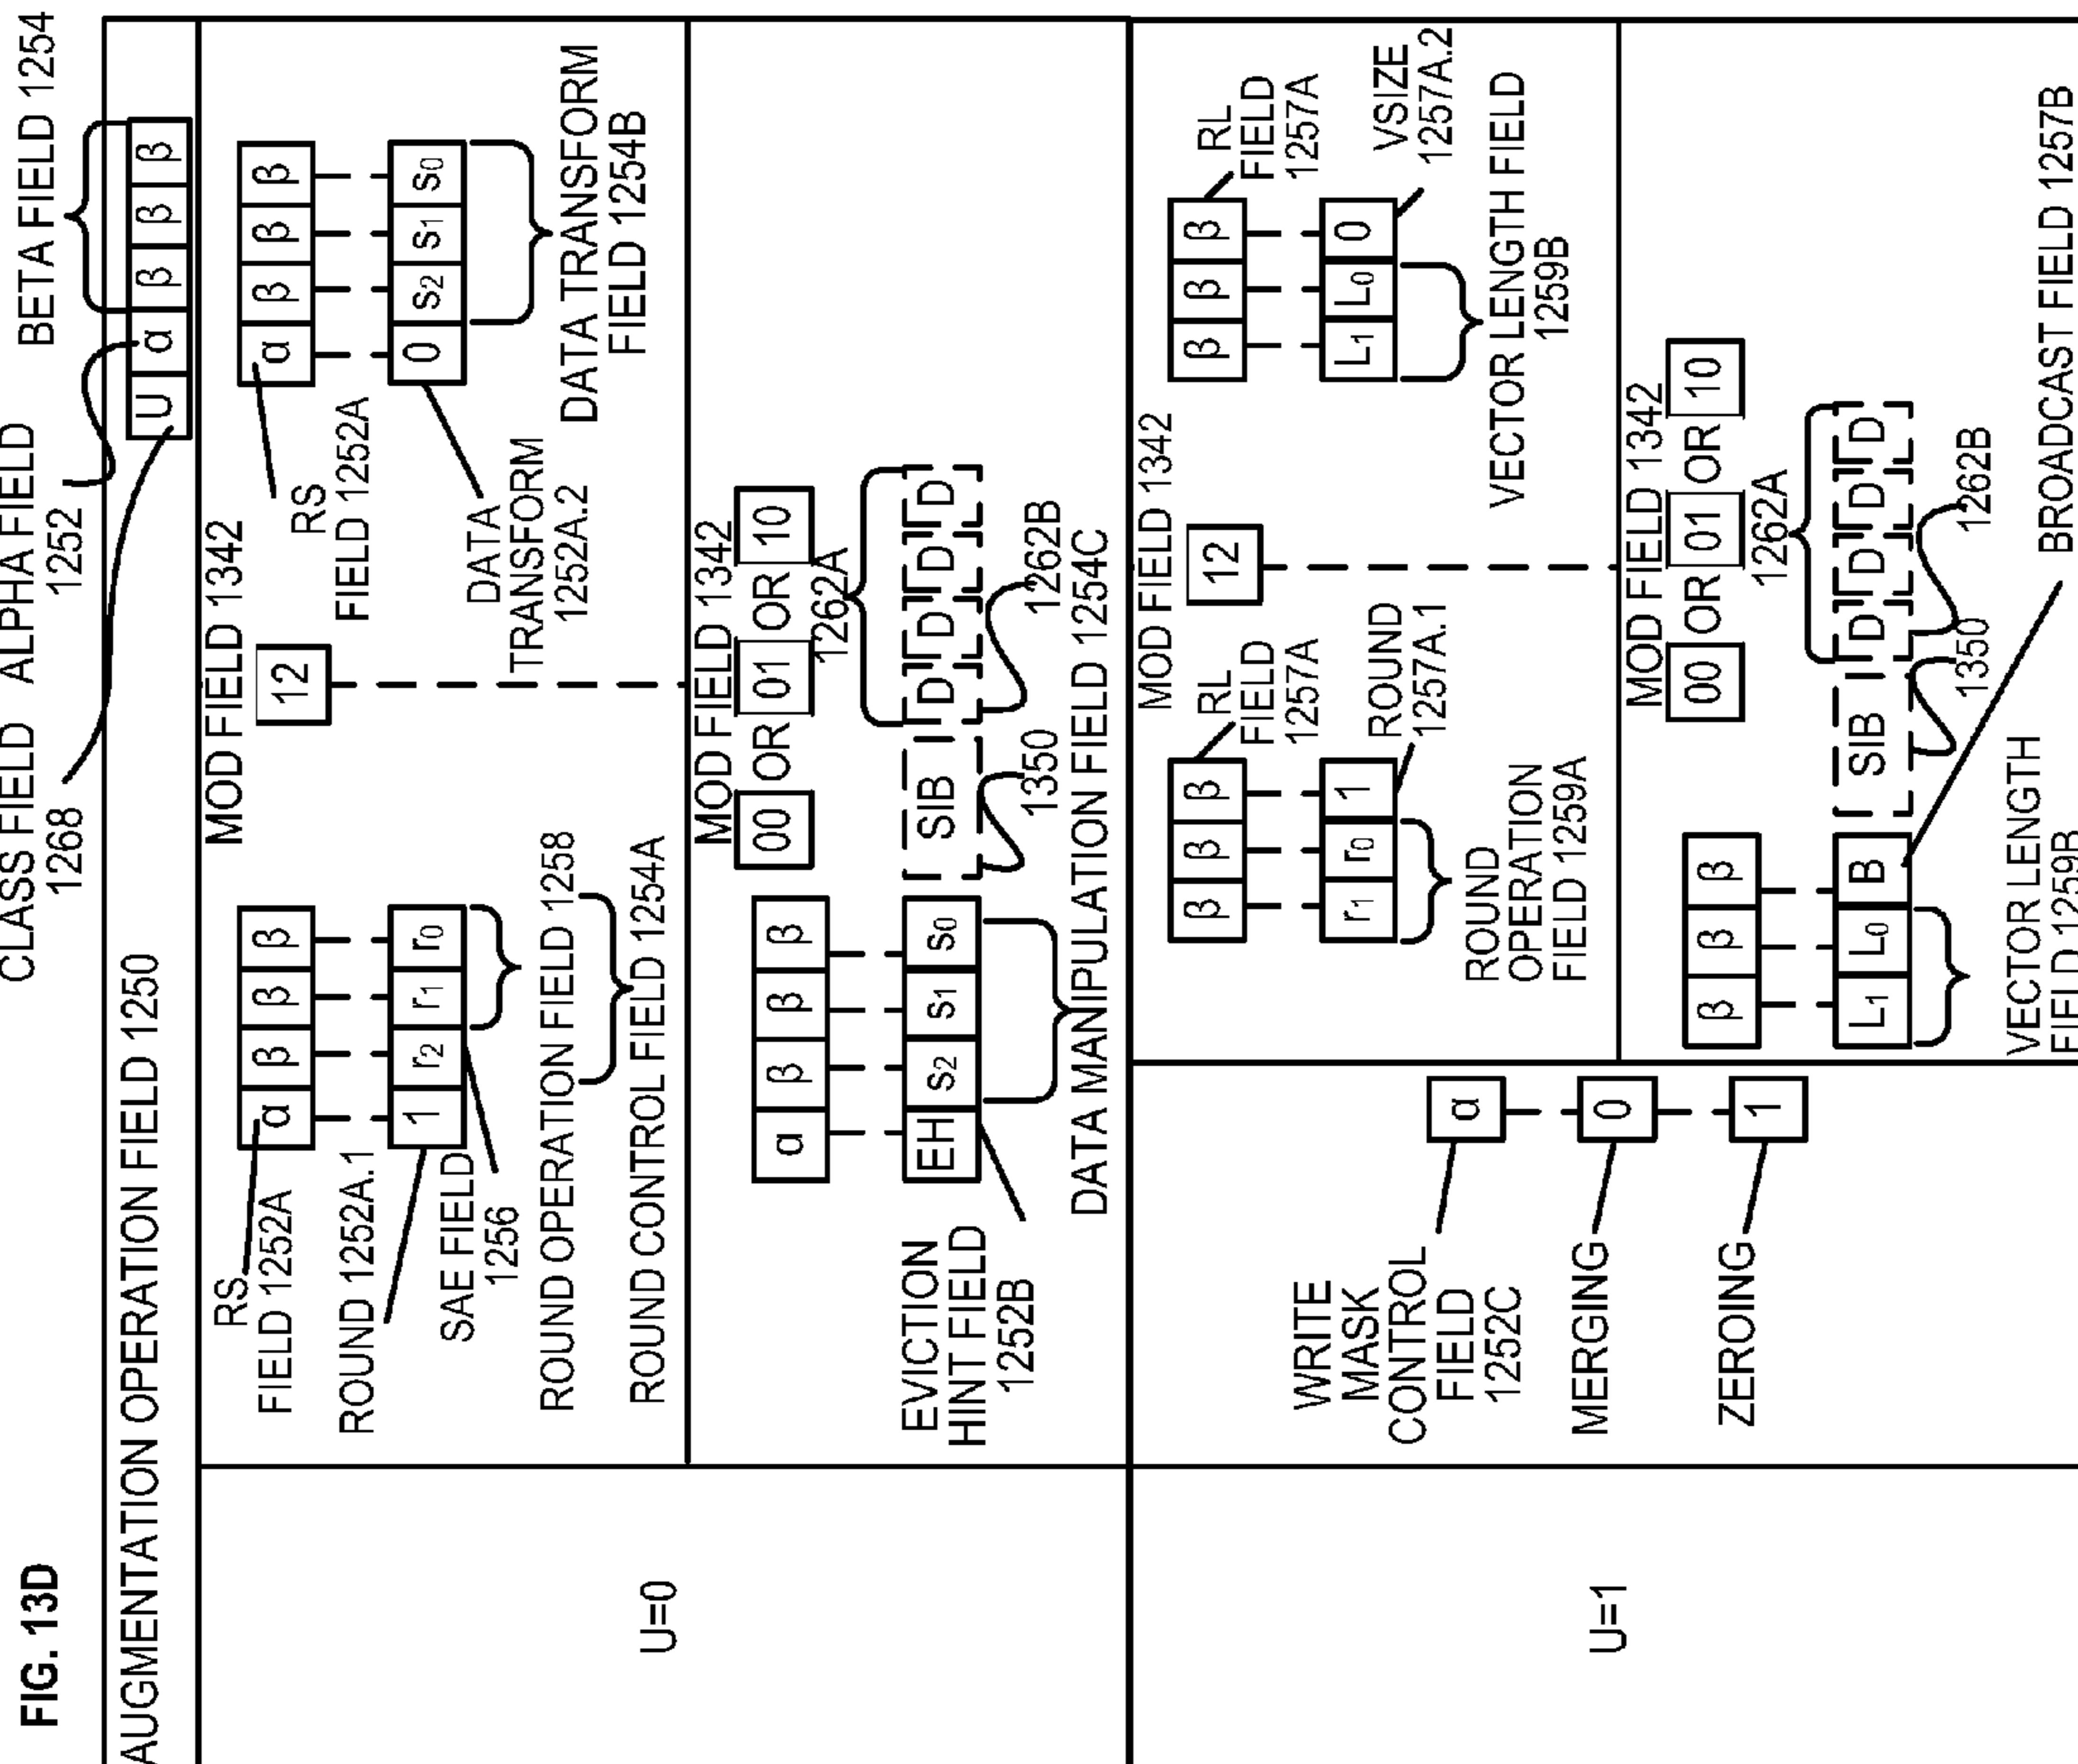 FIG. 13D
CLASS FIELD
1268
ALPHA FIELD
1252
BETA FIELD 1254
AUGMENTATION OPERATION FIELD 1250
U α β β β
U=0
MOD FIELD 1342
12
RS
FIELD 1252A
α β β β
ROUND 1252A.1
1 r2 r1 r0
SAE FIELD
1256
ROUND OPERATION FIELD 1258
ROUND CONTROL FIELD 1254A
RS
FIELD 1252A
α β β β
DATA
TRANSFORM
1252A.2
0 s2 s1 s0
DATA TRANSFORM
FIELD 1254B
MOD FIELD 1342
00 OR 01 OR 10
α β β β
1262A
EVICTION
HINT FIELD
1252B
EH s2 s1 s0
SIB D D D D
1350
1262B
DATA MANIPULATION FIELD 1254C
U=1
WRITE
MASK
CONTROL
FIELD
1252C
α
MERGING
0
ZEROING
1
MOD FIELD 1342
12
β β β
RL
FIELD
1257A
r1 r0 1
ROUND
1257A.1
ROUND
OPERATION
FIELD 1259A
β β β
RL
FIELD
1257A
L1 L0 0
VSIZE
1257A.2
VECTOR LENGTH FIELD
1259B
MOD FIELD 1342
00 OR 01 OR 10
β β β
1262A
L1 L0 B
SIB D D D D
1350
1262B
VECTOR LENGTH
FIELD 1259B
BROADCAST FIELD 1257B